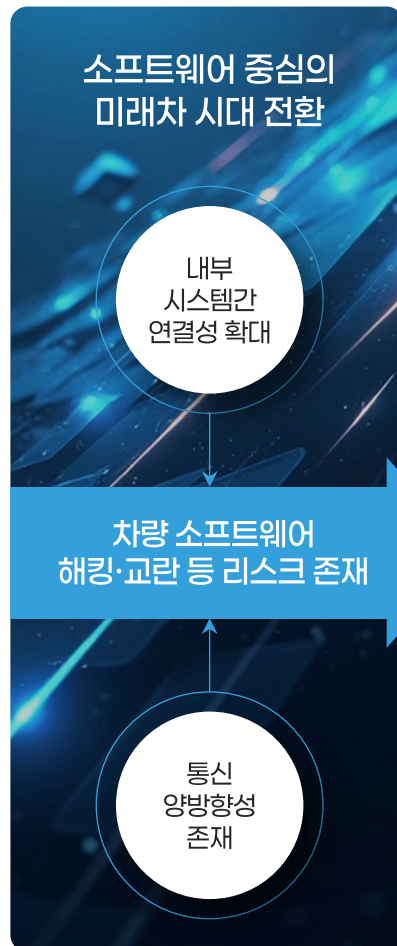 소프트웨어 중심의
미래차 시대 전환
내부
시스템간
연결성 확대
차량 소프트웨어
해킹·교란 등 리스크 존재
통신
양방향성
존재